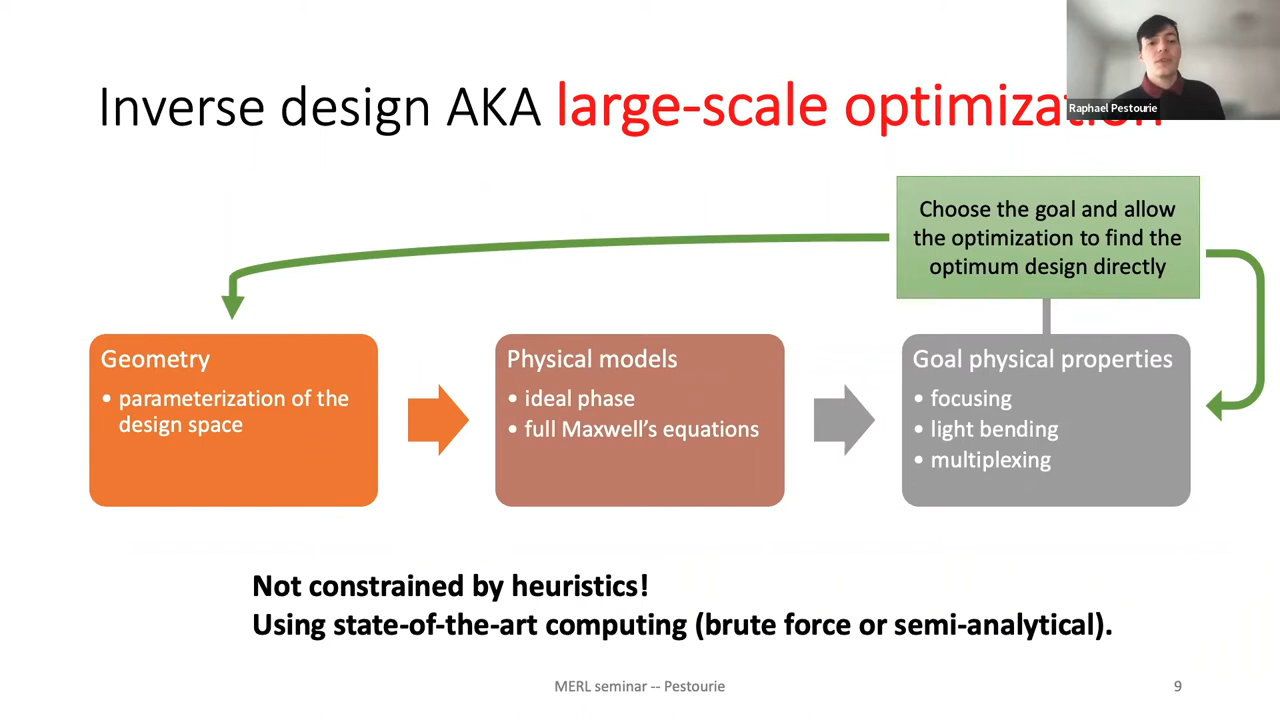 Raphael Pestourie
Inverse design AKA large-scale optimization
Choose the goal and allow
the optimization to find the
optimum design directly
Geometry
• parameterization of the
design space
Physical models
• ideal phase
• full Maxwell's equations
Goal physical properties
• focusing
• light bending
• multiplexing
Not constrained by heuristics!
Using state-of-the-art computing (brute force or semi-analytical).
MERL seminar -- Pestourie
9